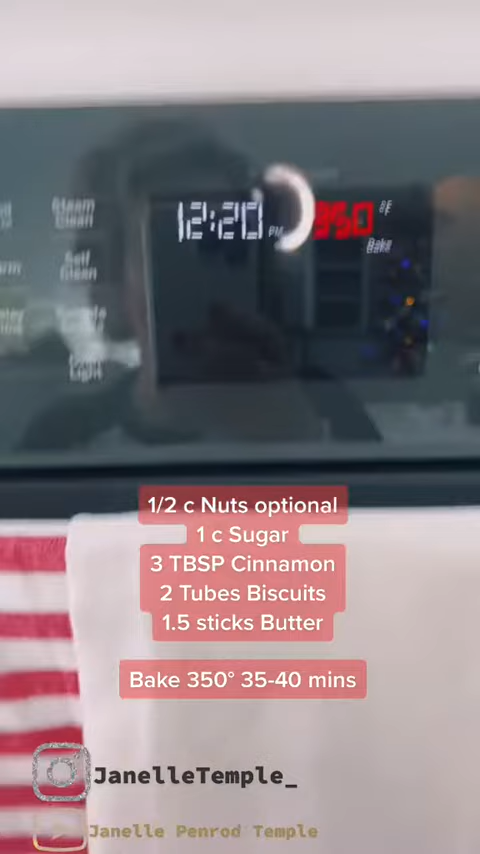 Steam
Clean
12:20 PM
350 °F
Bake
Self
Clean
Light
1/2 c Nuts optional
1 c Sugar
3 TBSP Cinnamon
2 Tubes Biscuits
1.5 sticks Butter
Bake 350° 35-40 mins
JanelleTemple_
Janelle Penrod Temple